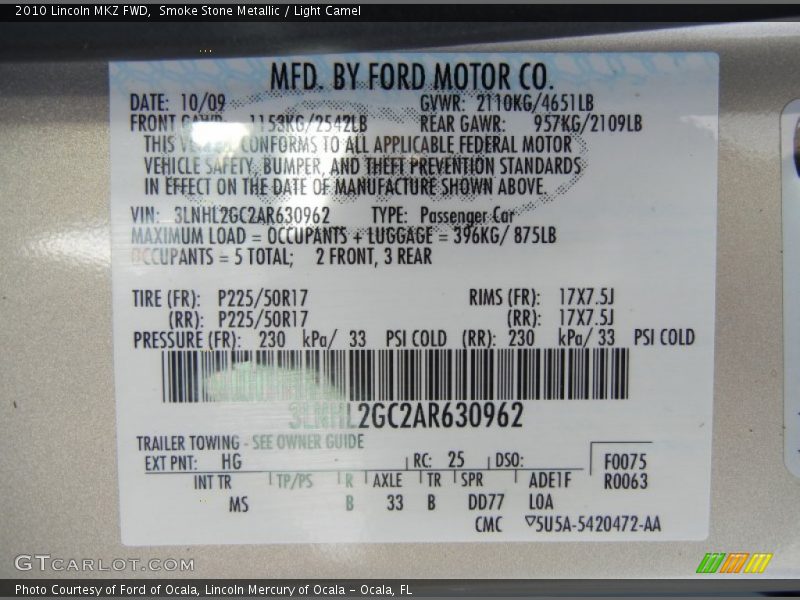 2010 Lincoln MKZ FWD,  Smoke Stone Metallic / Light Camel
MFD. BY FORD MOTOR CO.
DATE: 10/09 GVWR: 2110KG/4651LB
FRONT GAWR: 1153KG/2542LB REAR GAWR: 957KG/2109LB
THIS VEHICLE CONFORMS TO ALL APPLICABLE FEDERAL MOTOR
VEHICLE SAFETY, BUMPER, AND THEFT PREVENTION STANDARDS
IN EFFECT ON THE DATE OF MANUFACTURE SHOWN ABOVE.
VIN: 3LNHL2GC2AR630962 TYPE: Passenger Car
MAXIMUM LOAD = OCCUPANTS + LUGGAGE = 396KG/ 875LB
OCCUPANTS = 5 TOTAL; 2 FRONT, 3 REAR
TIRE (FR): P225/50R17 RIMS (FR): 17X7.5J
(RR): P225/50R17 (RR): 17X7.5J
PRESSURE (FR): 230 kPa/ 33 PSI COLD (RR): 230 kPa/ 33 PSI COLD
3LNHL2GC2AR630962
TRAILER TOWING - SEE OWNER GUIDE
EXT PNT: HG RC: 25 DSO: F0075
INT TR TP/PS R AXLE TR SPR ADE1F R0063
MS B 33 B DD77 LOA
CMC ▽5U5A-5420472-AA
GTCARLOT.COM
Photo Courtesy of Ford of Ocala, Lincoln Mercury of Ocala – Ocala, FL